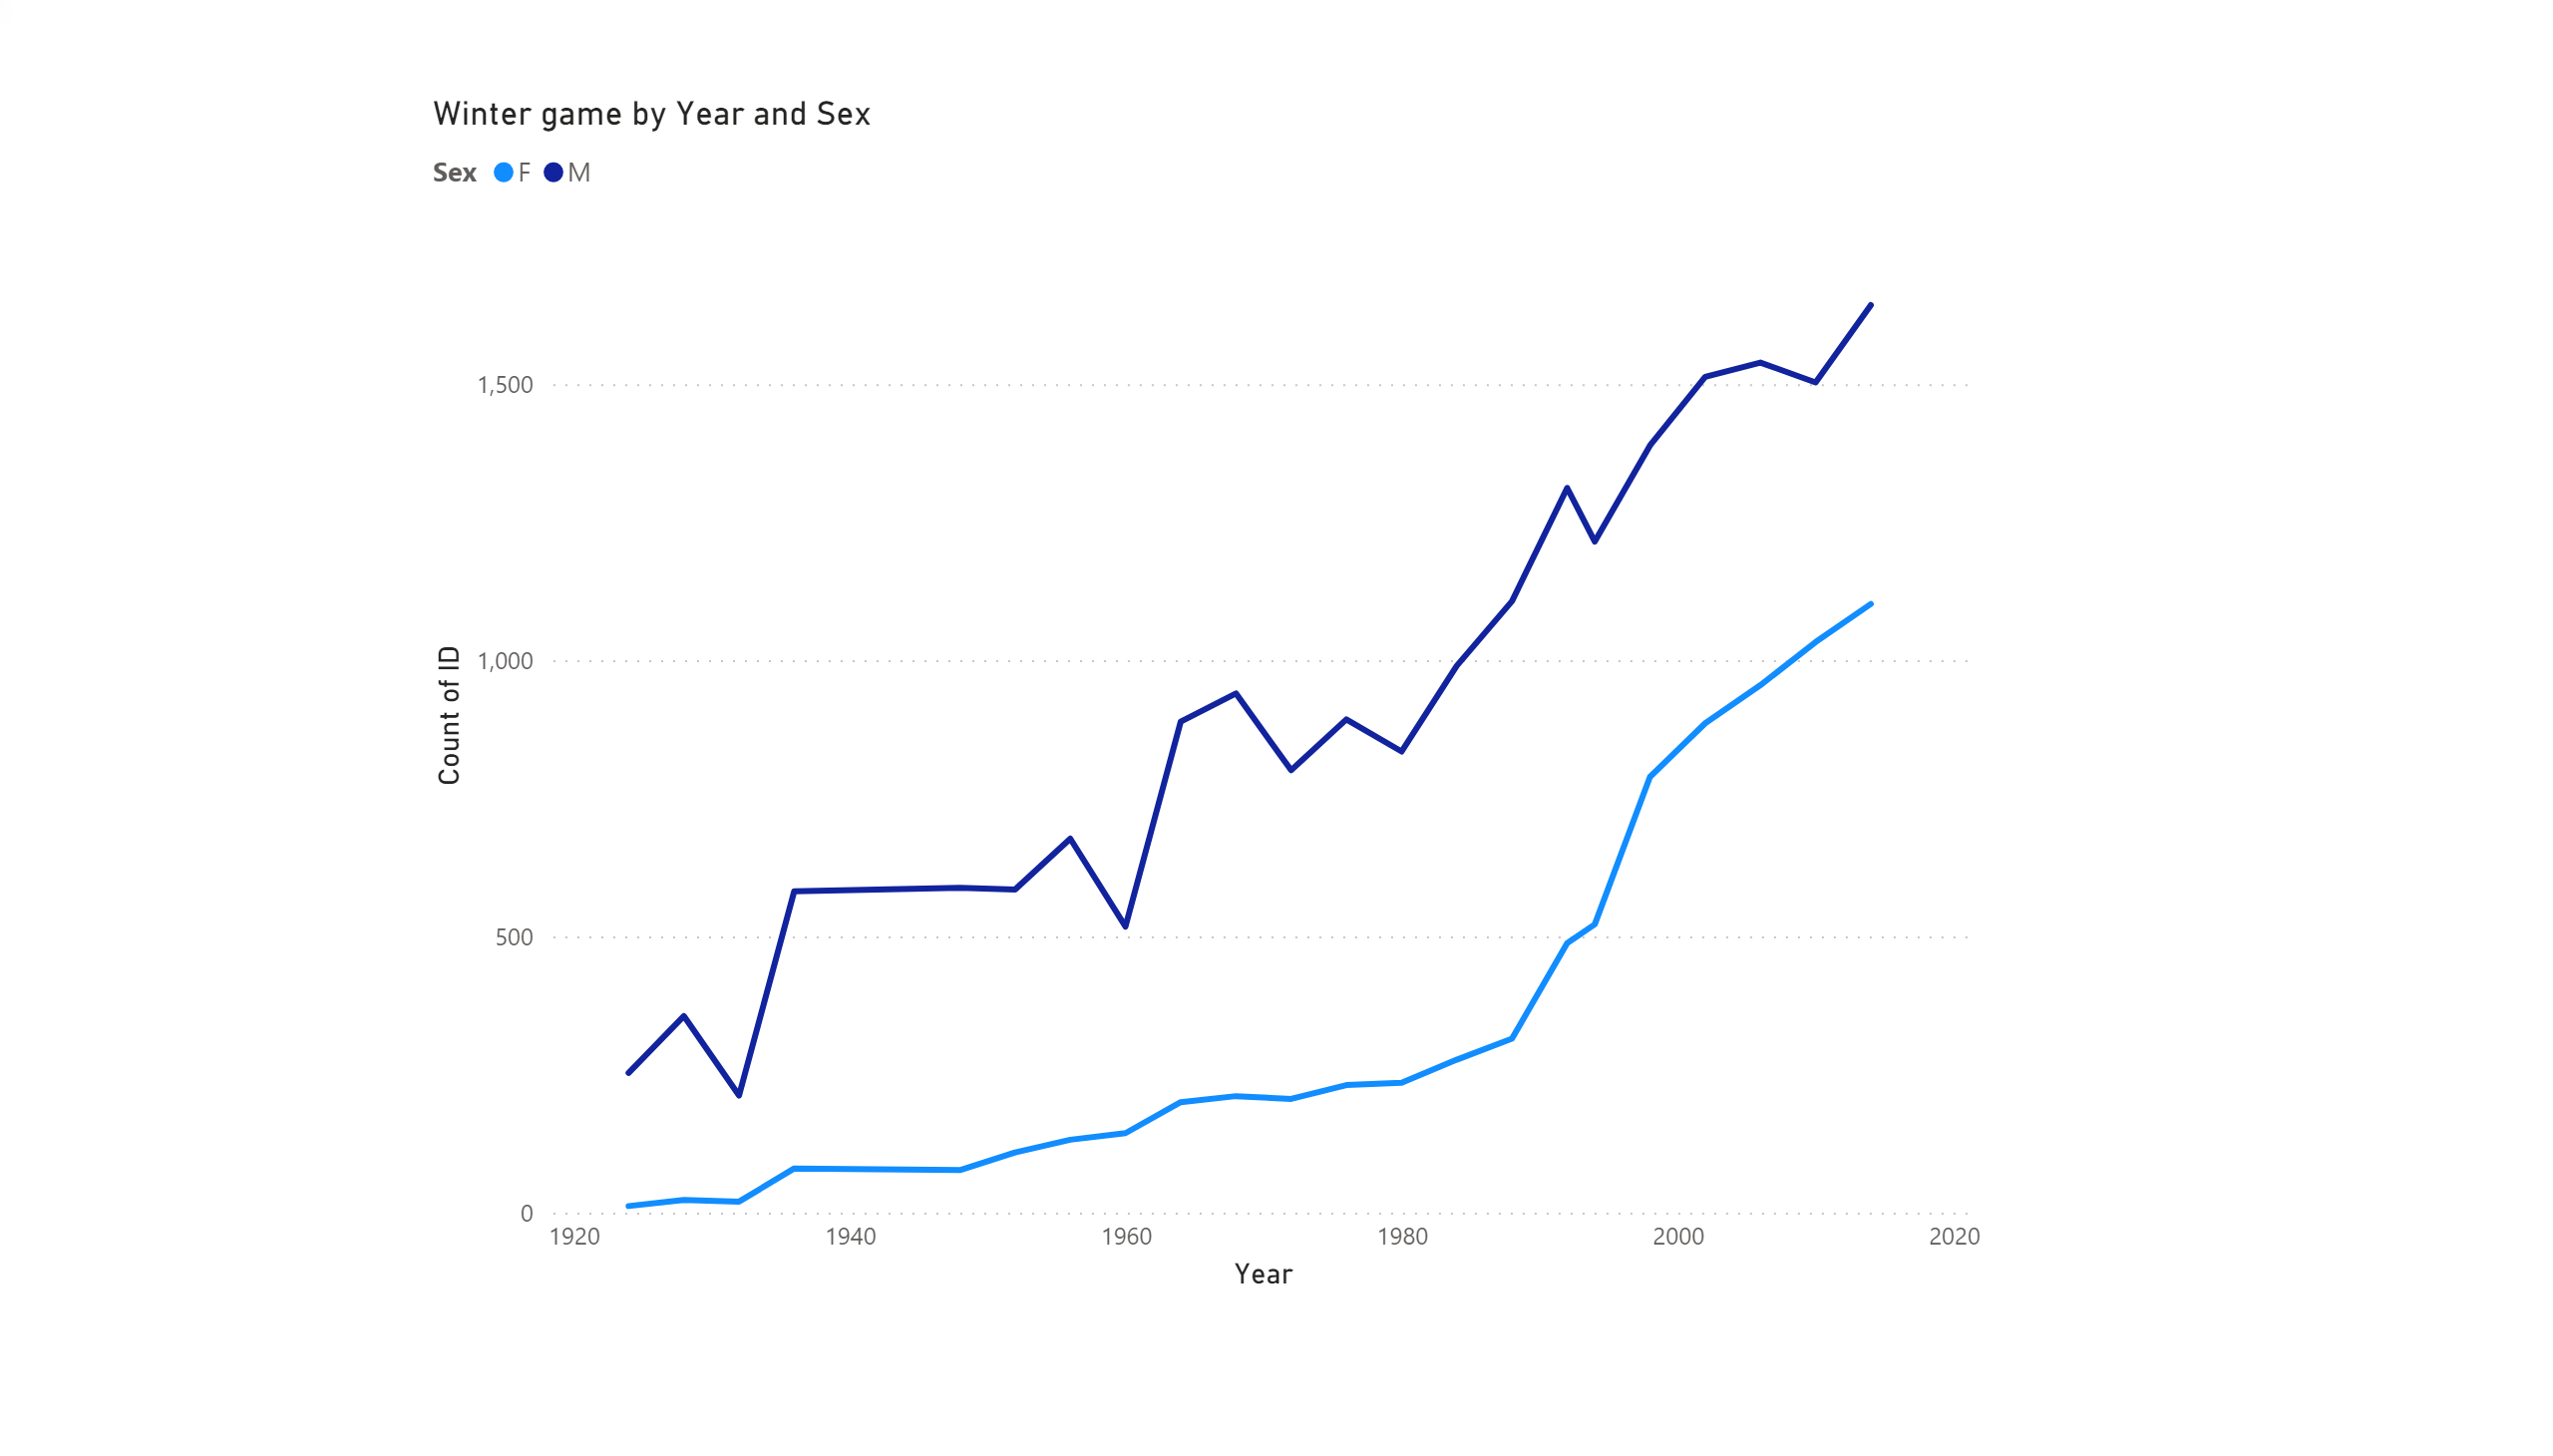 Winter game by Year and Sex
Sex F M
Count of ID
1,500
1,000
500
0
1920 1940 1960 1980 2000 2020
Year